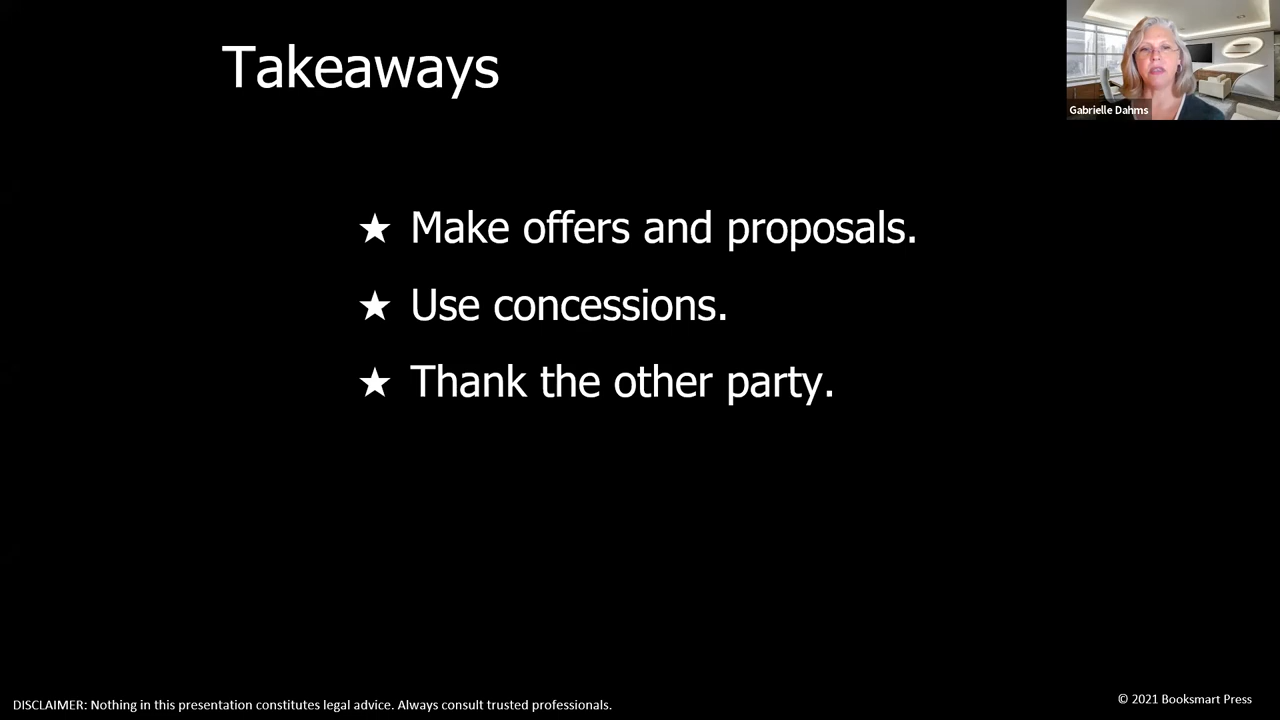 Takeaways
Gabrielle Dahms
★ Make offers and proposals.
★ Use concessions.
★ Thank the other party.
DISCLAIMER: Nothing in this presentation constitutes legal advice. Always consult trusted professionals.
© 2021 Booksmart Press